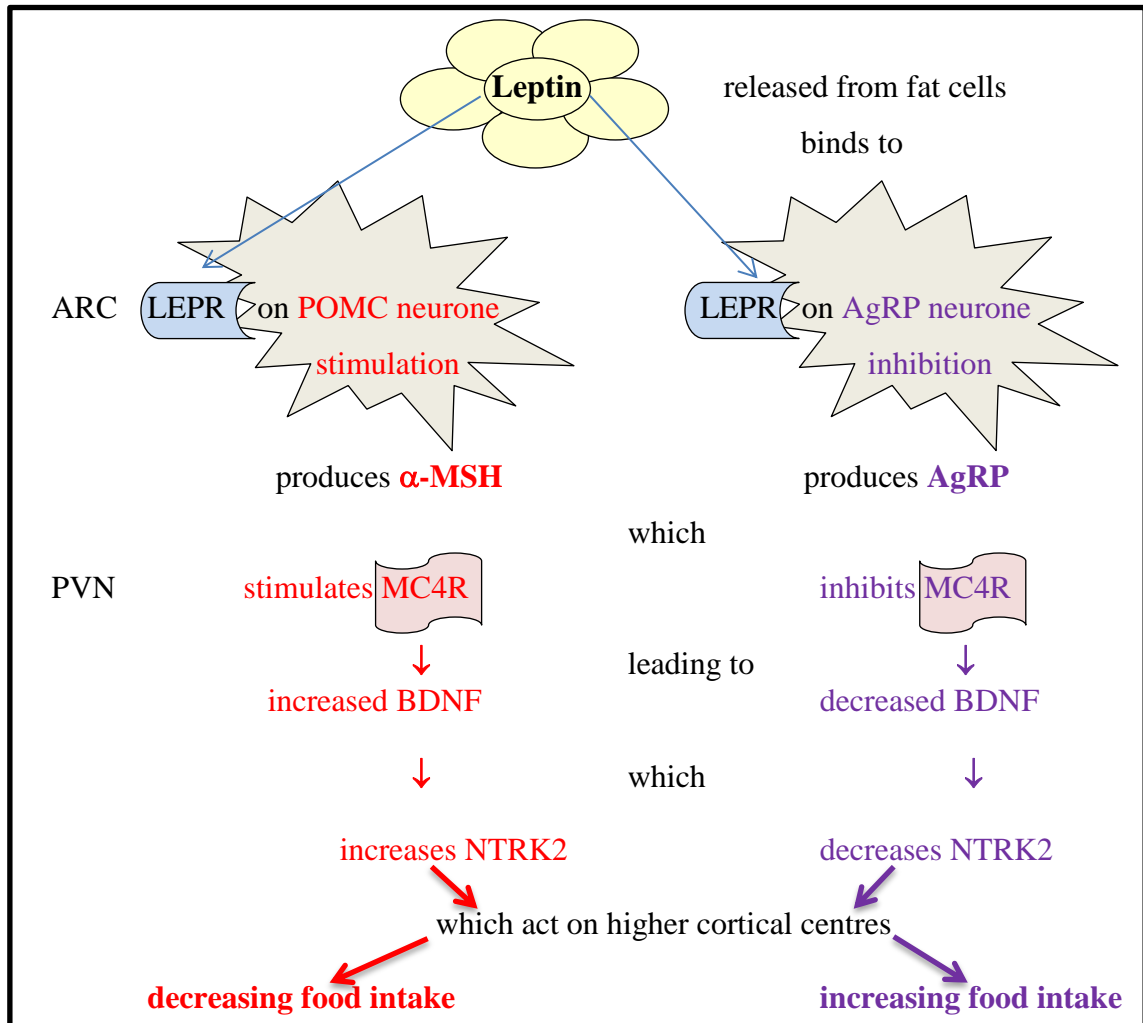 Leptin
released from fat cells
binds to
ARC LEPR on POMC neurone LEPR on AgRP neurone
stimulation inhibition
produces α-MSH produces AgRP
which
PVN stimulates MC4R inhibits MC4R
↓ ↓
leading to
increased BDNF decreased BDNF
↓ which ↓
increases NTRK2 decreases NTRK2
which act on higher cortical centres
decreasing food intake increasing food intake